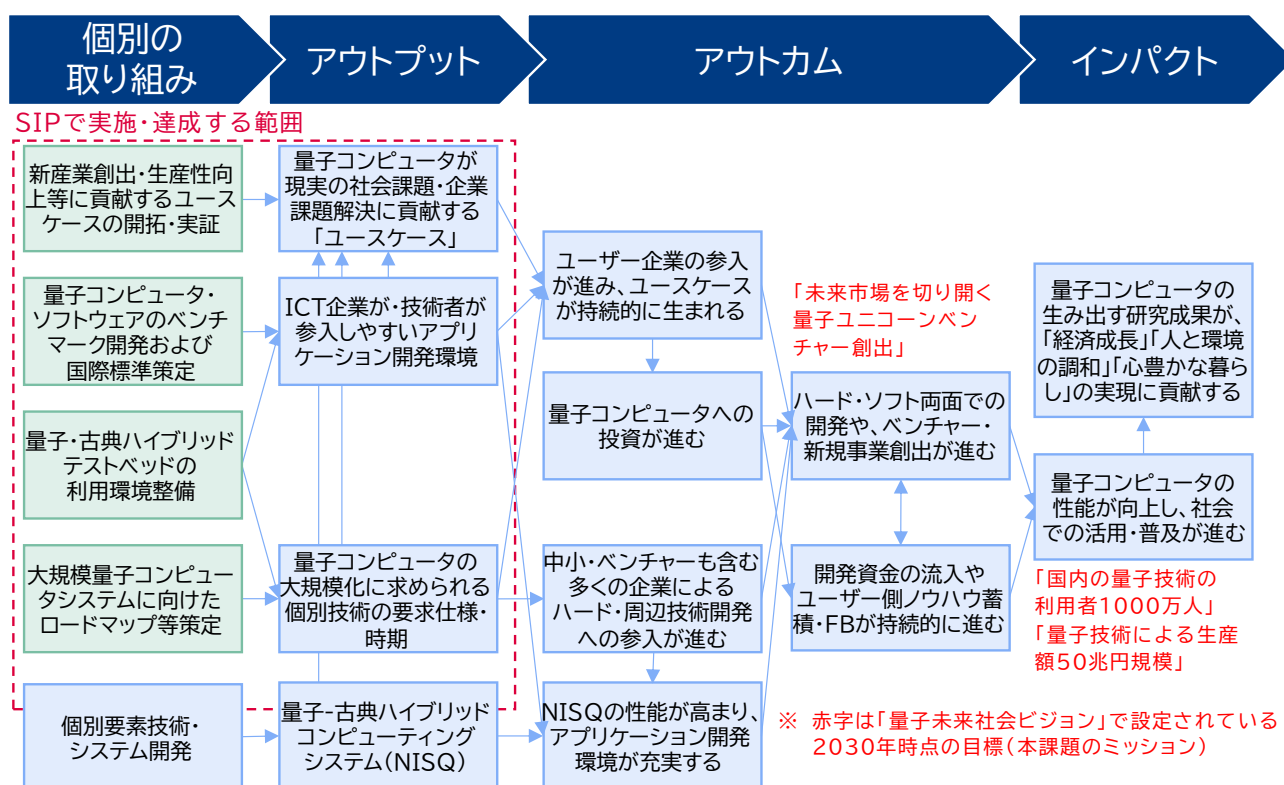 個別の
取り組み
アウトプット
アウトカム
インパクト
SIPで実施・達成する範囲
新産業創出・生産性向
上等に貢献するユース
ケースの開拓・実証
量子コンピュータ・
ソフトウェアのベンチ
マーク開発および
国際標準策定
量子・古典ハイブリッド
テストベッドの
利用環境整備
大規模量子コンピュー
タシステムに向けた
ロードマップ等策定
個別要素技術・
システム開発
量子コンピュータが
現実の社会課題・企業
課題解決に貢献する
「ユースケース」
ICT企業が・技術者が
参入しやすいアプリ
ケーション開発環境
量子コンピュータの
大規模化に求められる
個別技術の要求仕様・
時期
量子-古典ハイブリッド
コンピューティング
システム(NISQ)
ユーザー企業の参入
が進み、ユースケース
が持続的に生まれる
量子コンピュータへの
投資が進む
中小・ベンチャーも含む
多くの企業による
ハード・周辺技術開発
への参入が進む
NISQの性能が高まり、
アプリケーション開発
環境が充実する
「未来市場を切り開く
量子ユニコーンベン
チャー創出」
ハード・ソフト両面での
開発や、ベンチャー・
新規事業創出が進む
開発資金の流入や
ユーザー側ノウハウ蓄
積・FBが持続的に進む
量子コンピュータの
生み出す研究成果が、
「経済成長」「人と環境
の調和」「心豊かな暮ら
し」の実現に貢献する
量子コンピュータの
性能が向上し、社会
での活用・普及が進む
「国内の量子技術の
利用者1000万人」
「量子技術による生産
額50兆円規模」
※ 赤字は「量子未来社会ビジョン」で設定されている
2030年時点の目標(本課題のミッション)